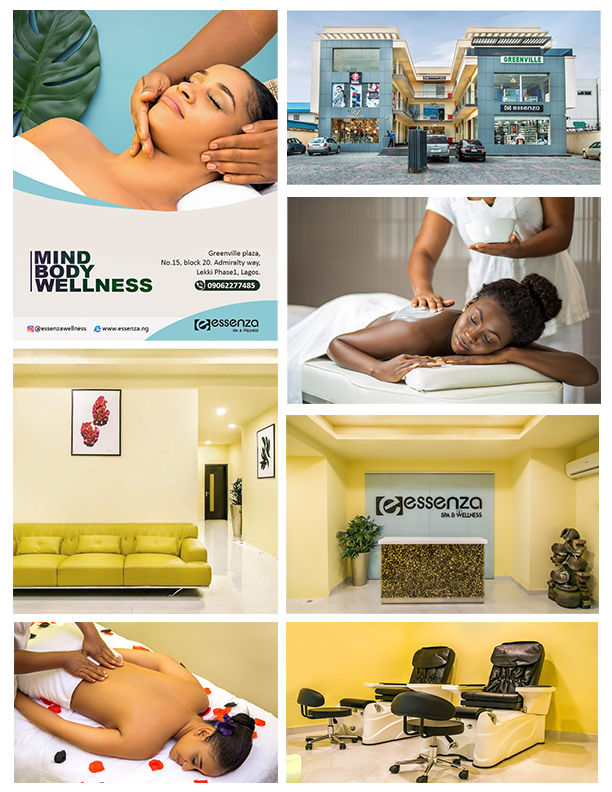 MIND
BODY
WELLNESS
Greenville plaza,
No.15, block 20. Admiralty way,
Lekki Phase1, Lagos.
09062277485
@essenzawellness www.essenza.ng
essenza
SPA & WELLNESS
GREENVILLE
essenza
essenza
SPA & WELLNESS